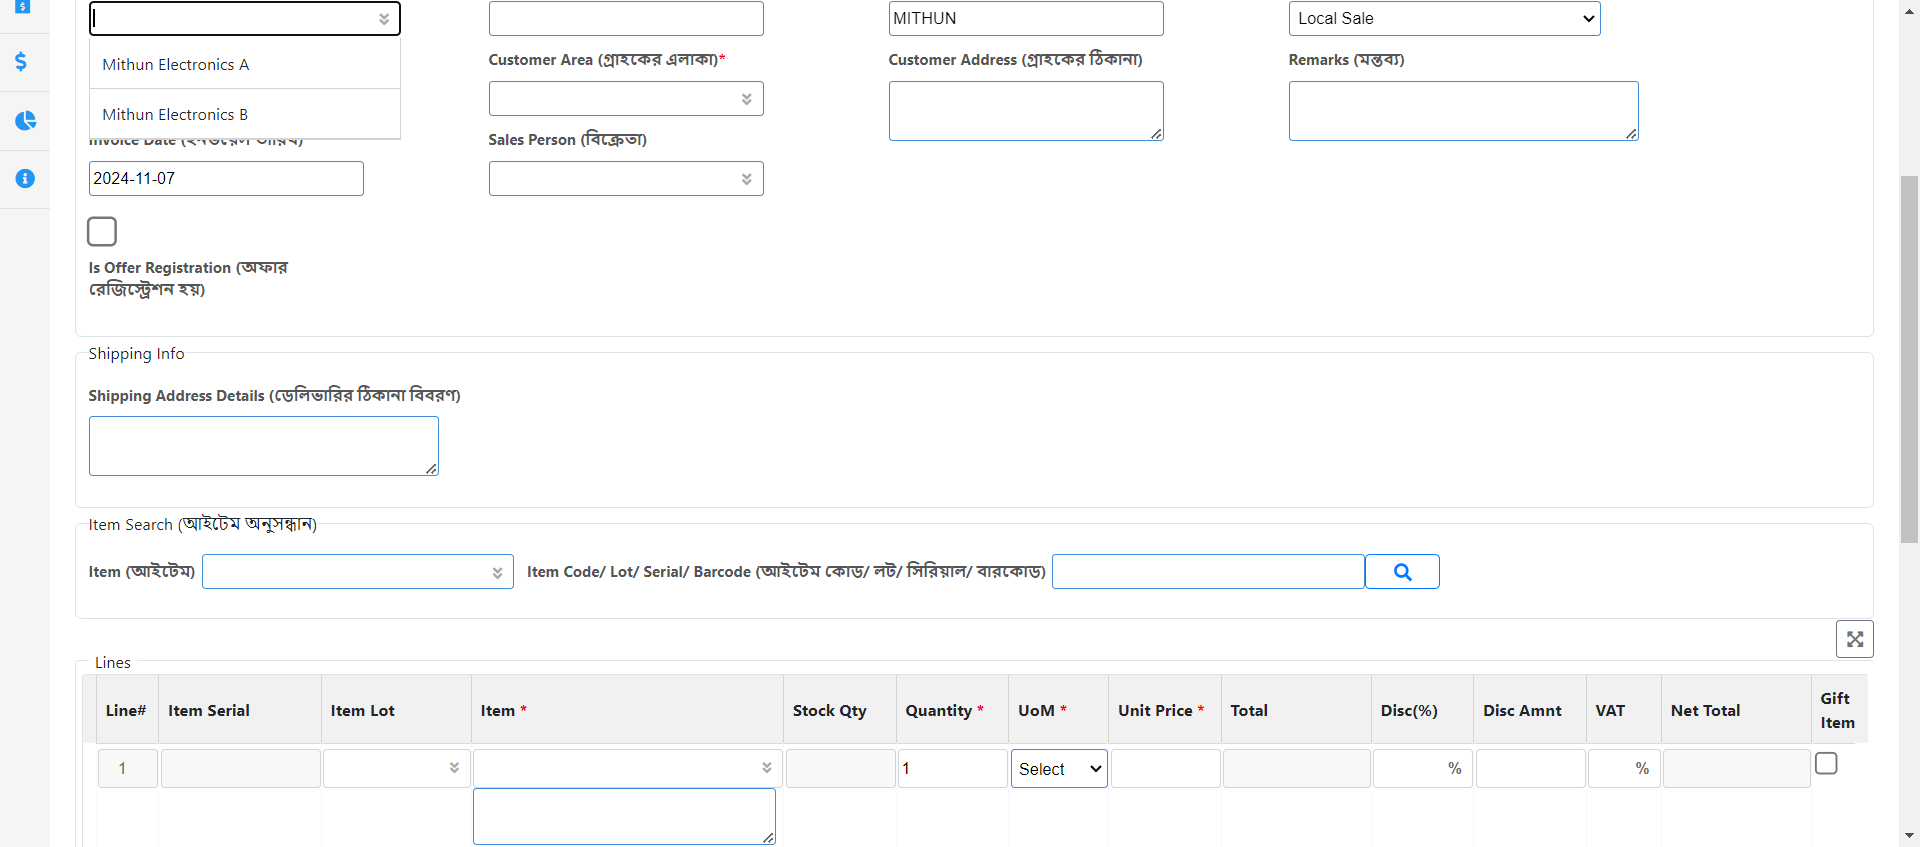 MITHUN
Local Sale
Mithun Electronics A
Mithun Electronics B
Customer Area (গ্রাহকের এলাকা)*
Customer Address (গ্রাহকের ঠিকানা)
Remarks (মন্তব্য)
Invoice Date (ইনভয়েস তারিখ)
Sales Person (বিক্রেতা)
2024-11-07
Is Offer Registration (অফার
রেজিস্ট্রেশন হয়)
Shipping Info
Shipping Address Details (ডেলিভারির ঠিকানা বিবরণ)
Item Search (আইটেম অনুসন্ধান)
Item (আইটেম)
Item Code/ Lot/ Serial/ Barcode (আইটেম কোড/ লট/ সিরিয়াল/ বারকোড)
Lines
Line# Item Serial Item Lot Item * Stock Qty Quantity * UoM * Unit Price * Total Disc(%) Disc Amnt VAT Net Total Gift Item
1 1 Select % %